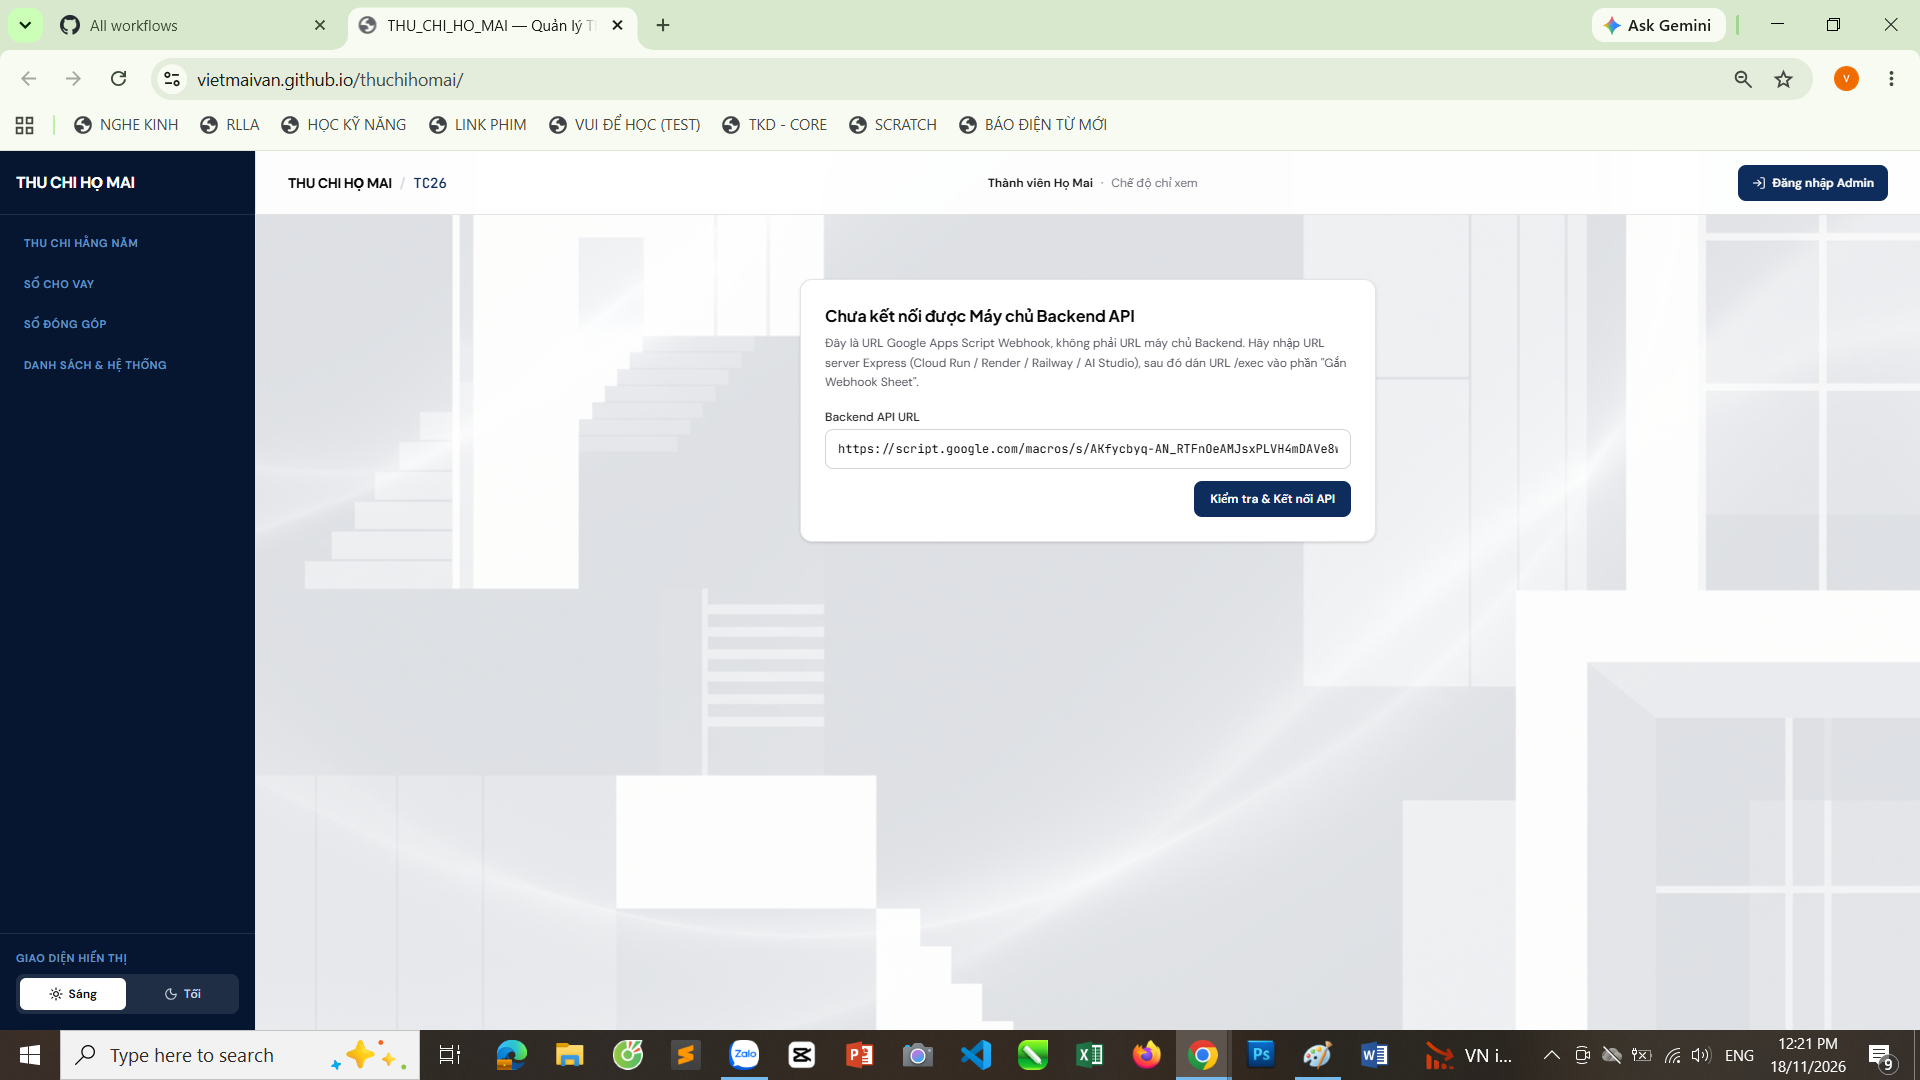 All workflows
THU_CHI_HO_MAI — Quản lý T
Ask Gemini
vietmaivan.github.io/thuchihomai/
V
NGHE KINH
RLLA
HỌC KỸ NĂNG
LINK PHIM
VUI ĐỂ HỌC (TEST)
TKD - CORE
SCRATCH
BÁO ĐIỆN TỪ MỚI
THU CHI HỌ MAI
THU CHI HỌ MAI / TC26
Thành viên Họ Mai · Chế độ chỉ xem
Đăng nhập Admin
THU CHI HẰNG NĂM
SỔ CHO VAY
SỔ ĐÓNG GÓP
DANH SÁCH & HỆ THỐNG
Chưa kết nối được Máy chủ Backend API
Đây là URL Google Apps Script Webhook, không phải URL máy chủ Backend. Hãy nhập URL
server Express (Cloud Run / Render / Railway / AI Studio), sau đó dán URL /exec vào phần "Gắn
Webhook Sheet".
Backend API URL
https://script.google.com/macros/s/AKfycbyq-AN_RTFnOeAMJsxPLVH4mDAVe8
Kiểm tra & Kết nối API
GIAO DIỆN HIỂN THỊ
Sáng
Tối
Type here to search
Zalo
Ps
VN i...
ENG
12:21 PM
18/11/2026
9